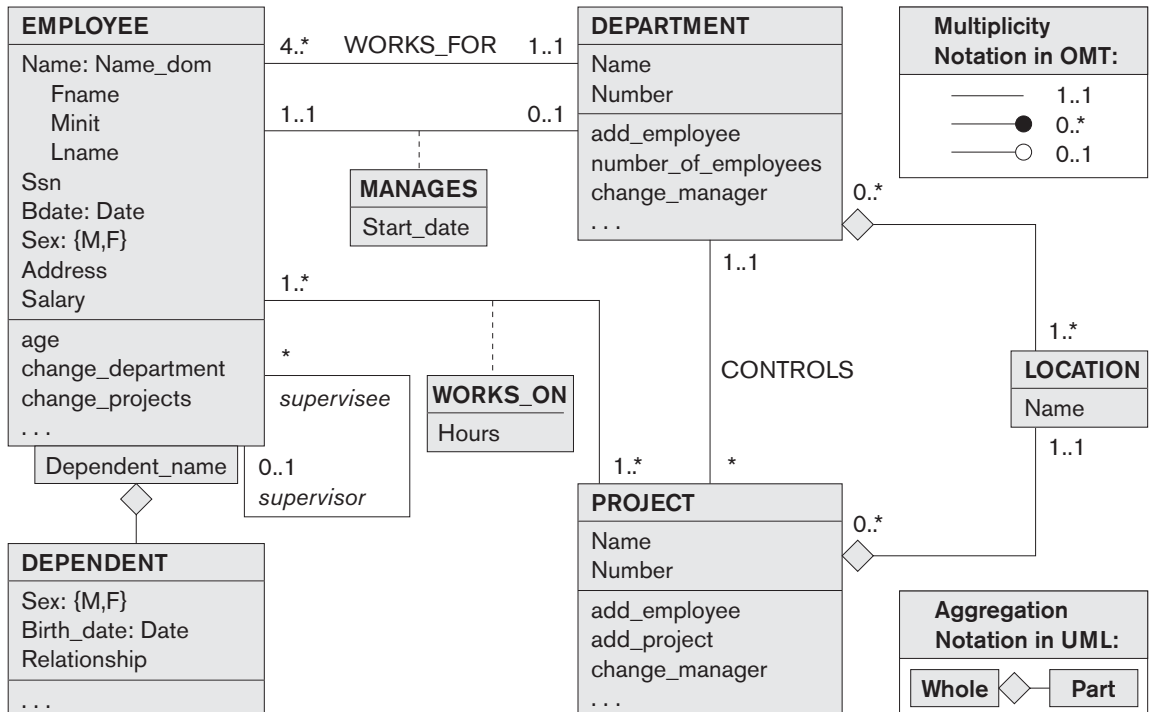 EMPLOYEE
Name: Name_dom
Fname
Minit
Lname
Ssn
Bdate: Date
Sex: {M,F}
Address
Salary
age
change_department
change_projects
. . .
Dependent_name
4..*
WORKS_FOR
1..1
1..1
0..1
MANAGES
Start_date
1..*
*
supervisee
0..1
supervisor
WORKS_ON
Hours
1..*
DEPARTMENT
Name
Number
add_employee
number_of_employees
change_manager
. . .
0..*
1..1
CONTROLS
*
1..*
LOCATION
Name
1..1
0..*
PROJECT
Name
Number
add_employee
add_project
change_manager
. . .
DEPENDENT
Sex: {M,F}
Birth_date: Date
Relationship
. . .
Multiplicity
Notation in OMT:
1..1
0..*
0..1
Aggregation
Notation in UML:
Whole
Part